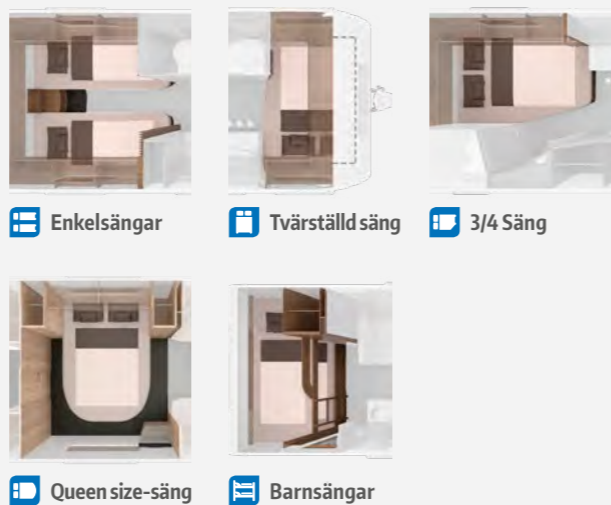 Enkelsängar
Tvärställd säng
3/4 Säng
Queen size-säng
Barnsängar